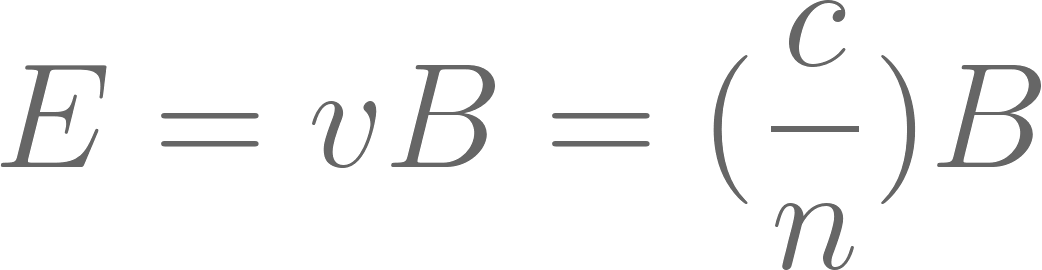 E = vB = (c/n)B